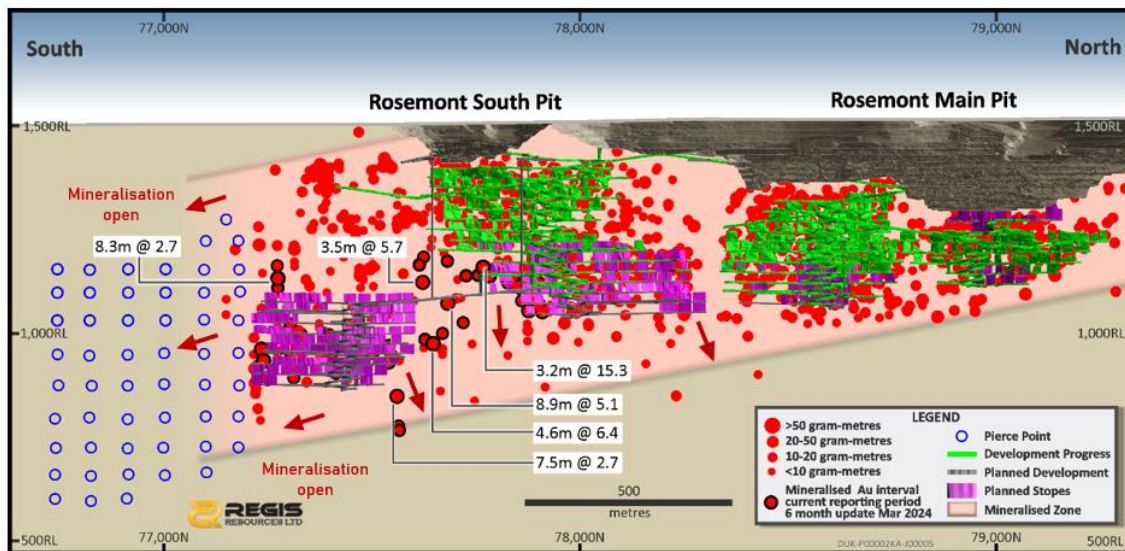 77,000N
78,000N
79,000N
South
North
Rosemont South Pit
Rosemont Main Pit
1,500RL
1,500RL
Mineralisation
open
8.3m @ 2.7
3.5m @ 5.7
1,000RL
1,000RL
3.2m @ 15.3
8.9m @ 5.1
4.6m @ 6.4
7.5m @ 2.7
Mineralisation
open
LEGEND
>50 gram-metres
20-50 gram-metres
10-20 gram-metres
<10 gram-metres
Mineralised Au interval
current reporting period
6 month update Mar 2024
Pierce Point
Development Progress
Planned Development
Planned Stopes
Mineralised Zone
REGIS
RESOURCES LTD
500
metres
DUK-P00002KA-J00005
500RL
77,000N
78,000N
79,000N
500RL